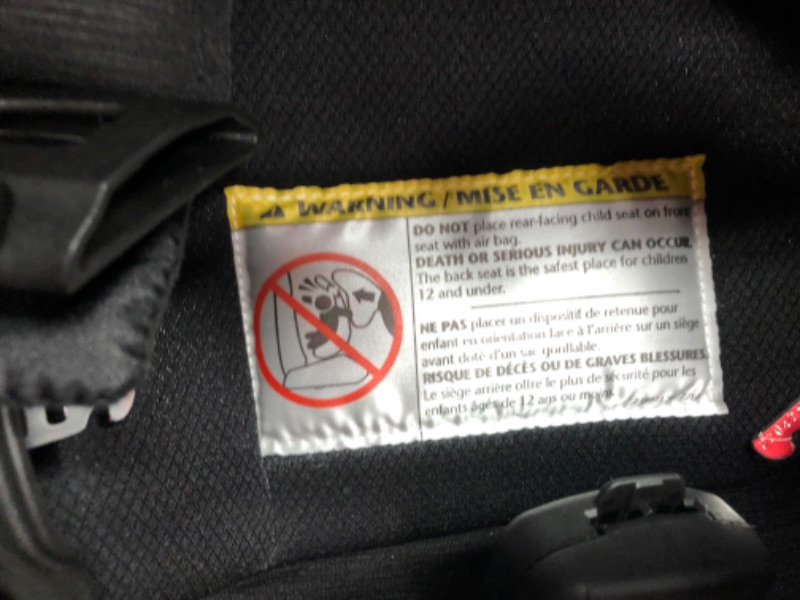 WARNING / MISE EN GARDE
DO NOT place rear-facing child seat on front
seat with air bag.
DEATH OR SERIOUS INJURY CAN OCCUR
The back seat is the safest place for children
12 and under.
NE PAS placer un dispositif de retenue pour
enfant en orientation face à l'arrière sur un siège
avant doté d'un sac gonflable.
RISQUE DE DÉCÈS OU DE GRAVES BLESSURES.
Le siège arrière offre le plus de sécurité pour les
enfants âgés de 12 ans ou moins